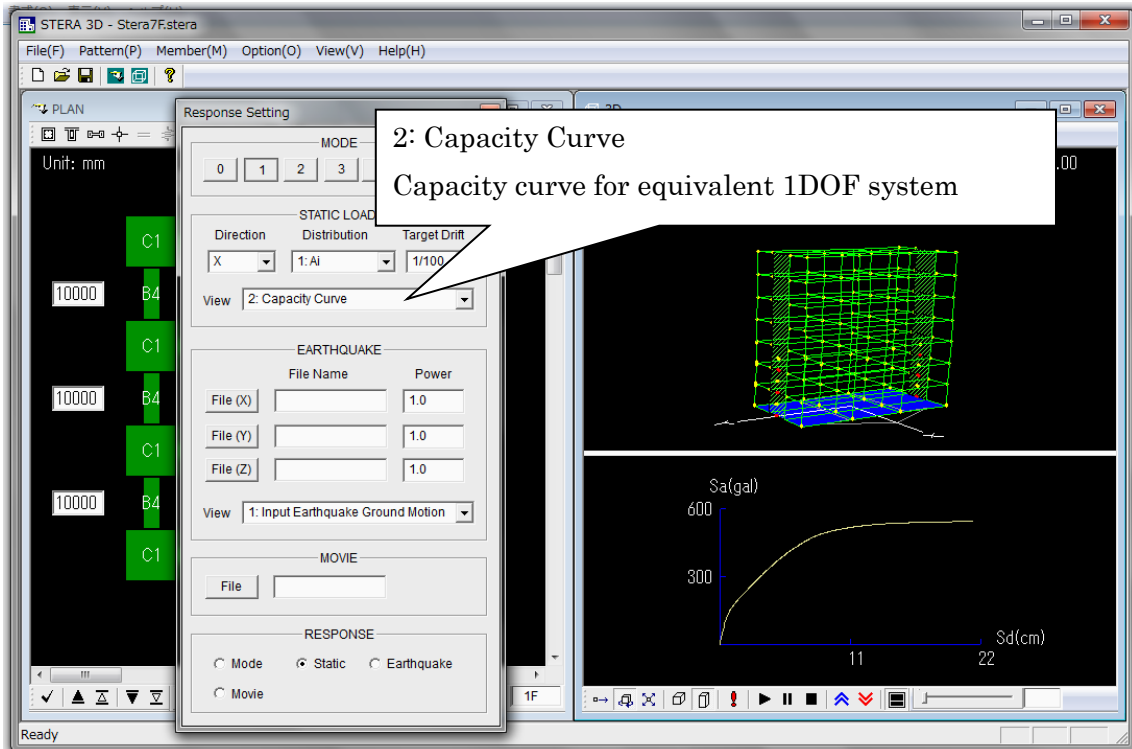 STERA 3D - Stera7F.stera
File(F) Pattern(P) Member(M) Option(O) View(V) Help(H)
PLAN
Unit: mm
C1
10000 B4
C1
10000 B4
C1
10000 B4
C1
1F
Response Setting
MODE
0 1 2 3
STATIC LOAD
Direction Distribution Target Drift
X 1: Ai 1/100
View 2: Capacity Curve
EARTHQUAKE
File Name Power
File (X) 1.0
File (Y) 1.0
File (Z) 1.0
View 1: Input Earthquake Ground Motion
MOVIE
File
RESPONSE
Mode Static Earthquake
Movie
2: Capacity Curve
Capacity curve for equivalent 1DOF system
.00
Sa(gal)
600
300
Sd(cm)
11 22
Ready